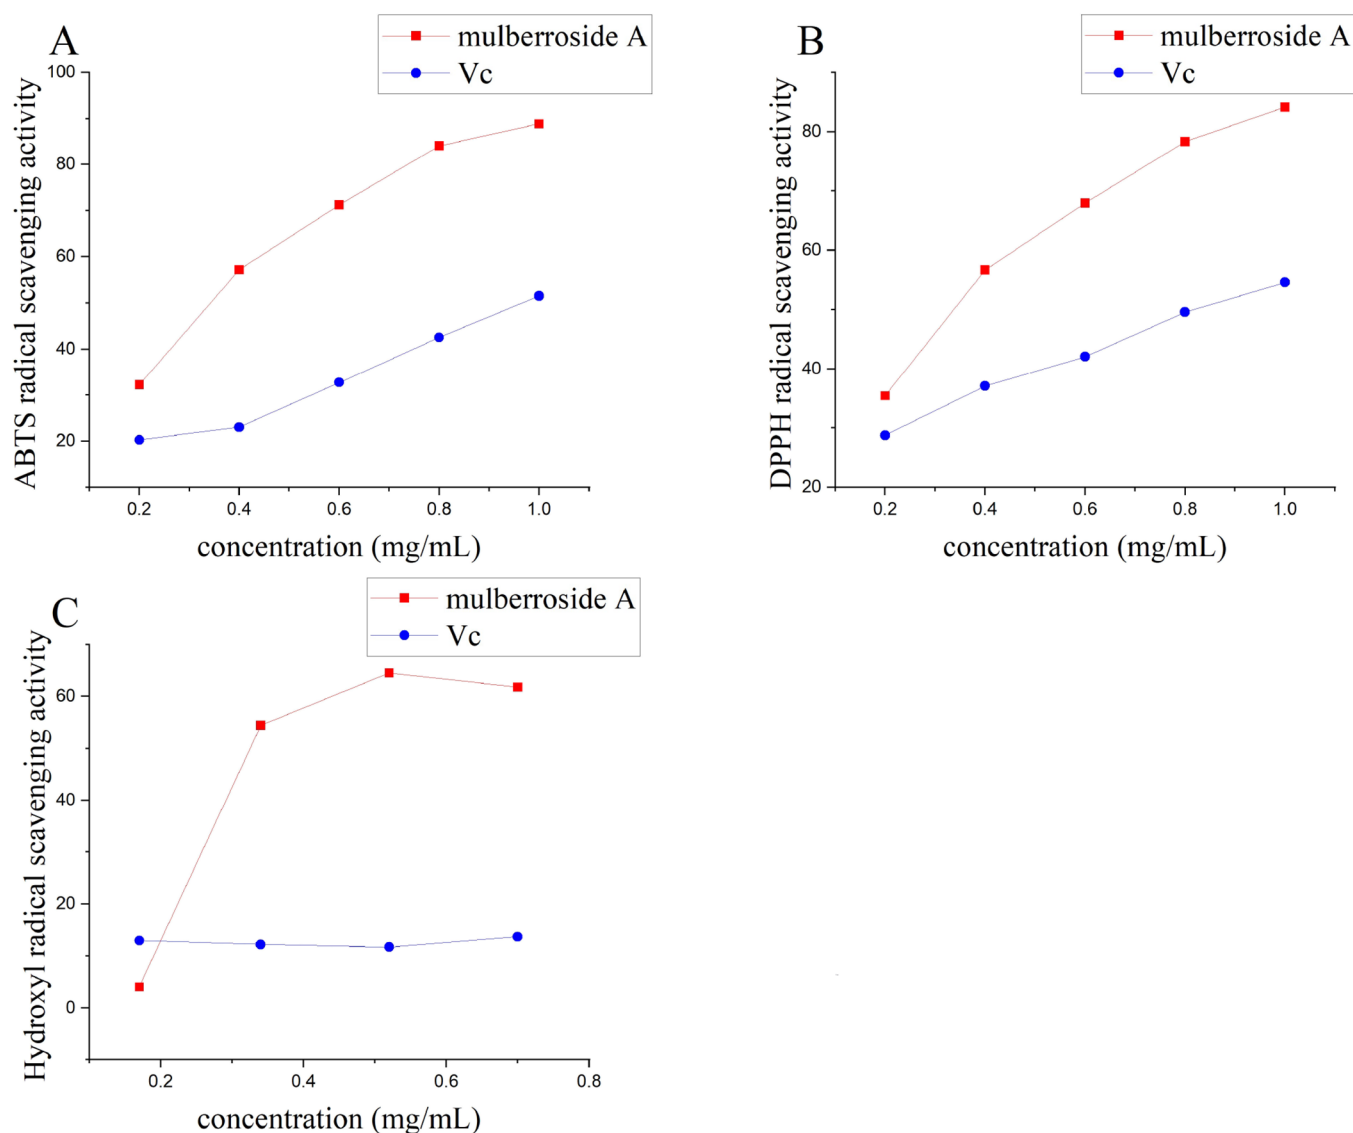 A
mulberroside A
Vc
ABTS radical scavenging activity
100
80
60
40
20
0.2 0.4 0.6 0.8 1.0
concentration (mg/mL)
B
mulberroside A
Vc
DPPH radical scavenging activity
80
60
40
20
0.2 0.4 0.6 0.8 1.0
concentration (mg/mL)
C
mulberroside A
Vc
Hydroxyl radical scavenging activity
60
40
20
0
0.2 0.4 0.6 0.8
concentration (mg/mL)